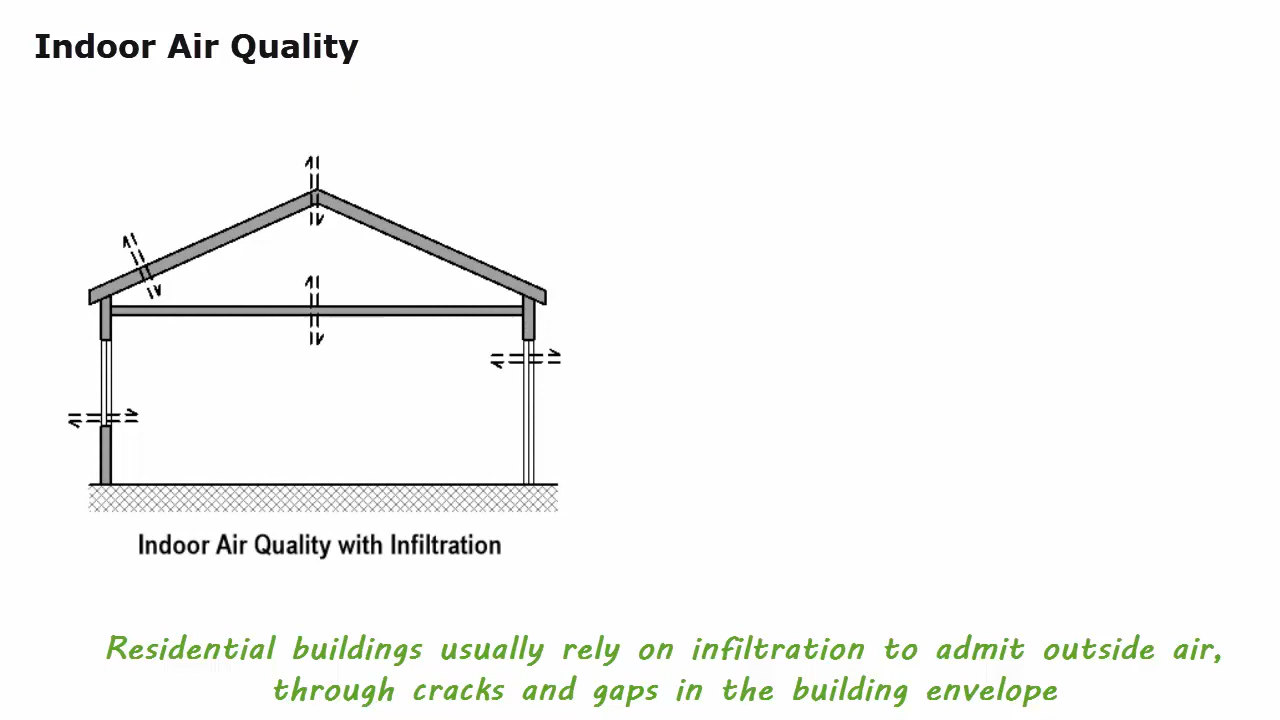 Indoor Air Quality
Indoor Air Quality with Infiltration
Residential buildings usually rely on infiltration to admit outside air,
through cracks and gaps in the building envelope